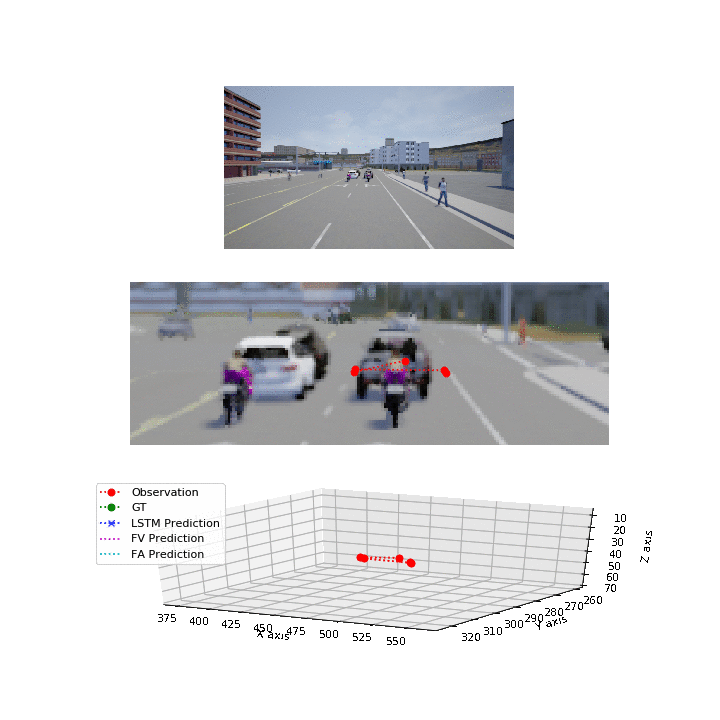 Observation
GT
LSTM Prediction
FV Prediction
FA Prediction
10
20
30
40
50
60
70
Z axis
375
400
425
450
475
500
525
550
X axis
320
310
300
290
280
270
260
Y axis